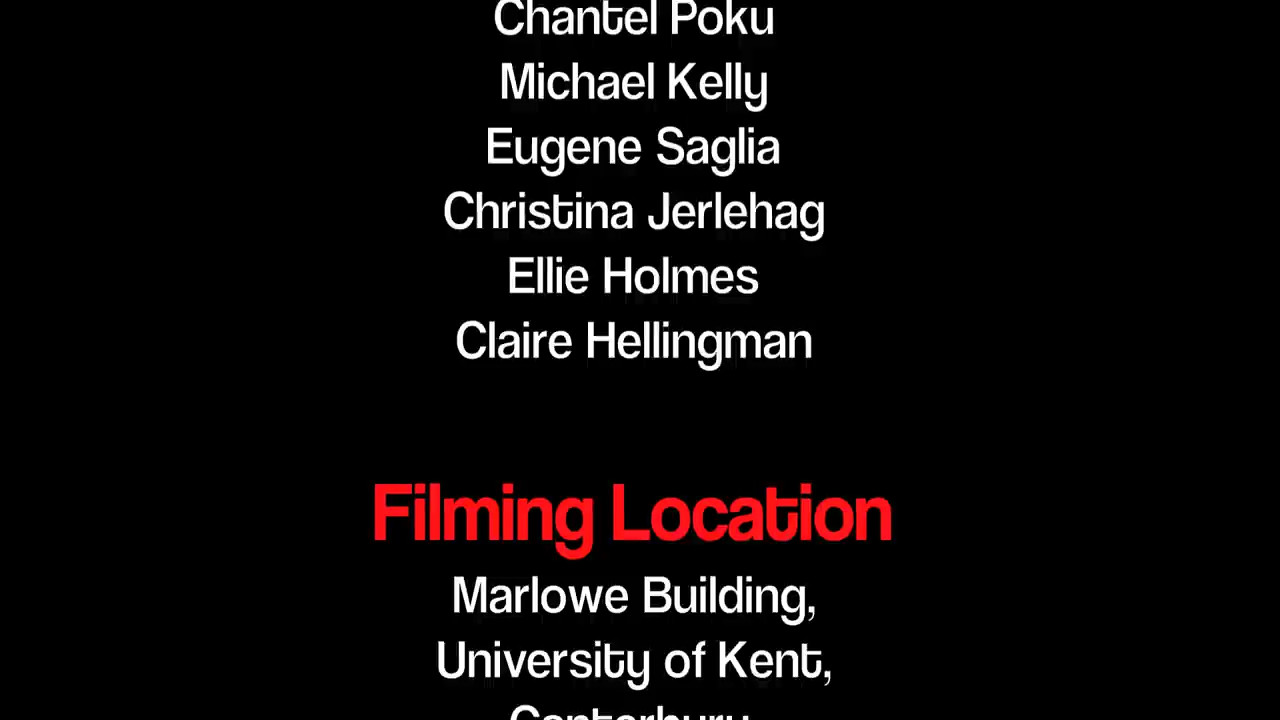 Chantel Poku
Michael Kelly
Eugene Saglia
Christina Jerlehag
Ellie Holmes
Claire Hellingman
Filming Location
Marlowe Building,
University of Kent,